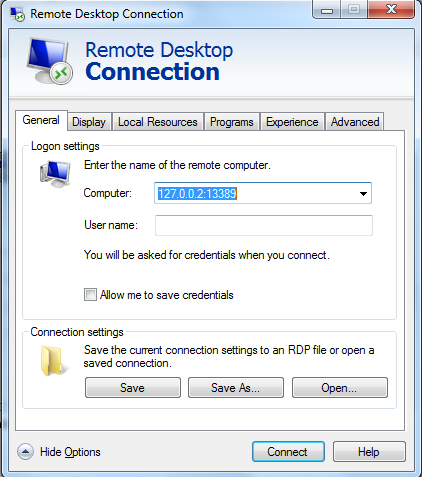 Remote Desktop Connection
Remote Desktop
Connection
General Display Local Resources Programs Experience Advanced
Logon settings
Enter the name of the remote computer.
Computer: 127.0.0.2:13389
User name:
You will be asked for credentials when you connect.
Allow me to save credentials
Connection settings
Save the current connection settings to an RDP file or open a
saved connection.
Save Save As... Open...
Hide Options Connect Help